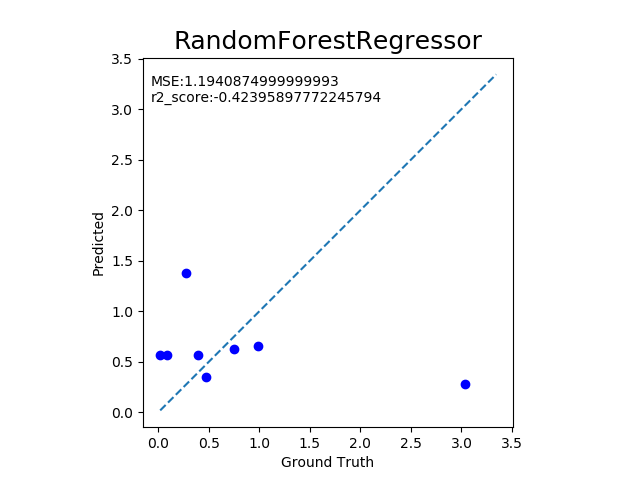 RandomForestRegressor
MSE:1.1940874999999993
r2_score:-0.42395897772245794
3.5
3.0
2.5
2.0
1.5
1.0
0.5
0.0
Predicted
0.0 0.5 1.0 1.5 2.0 2.5 3.0 3.5
Ground Truth